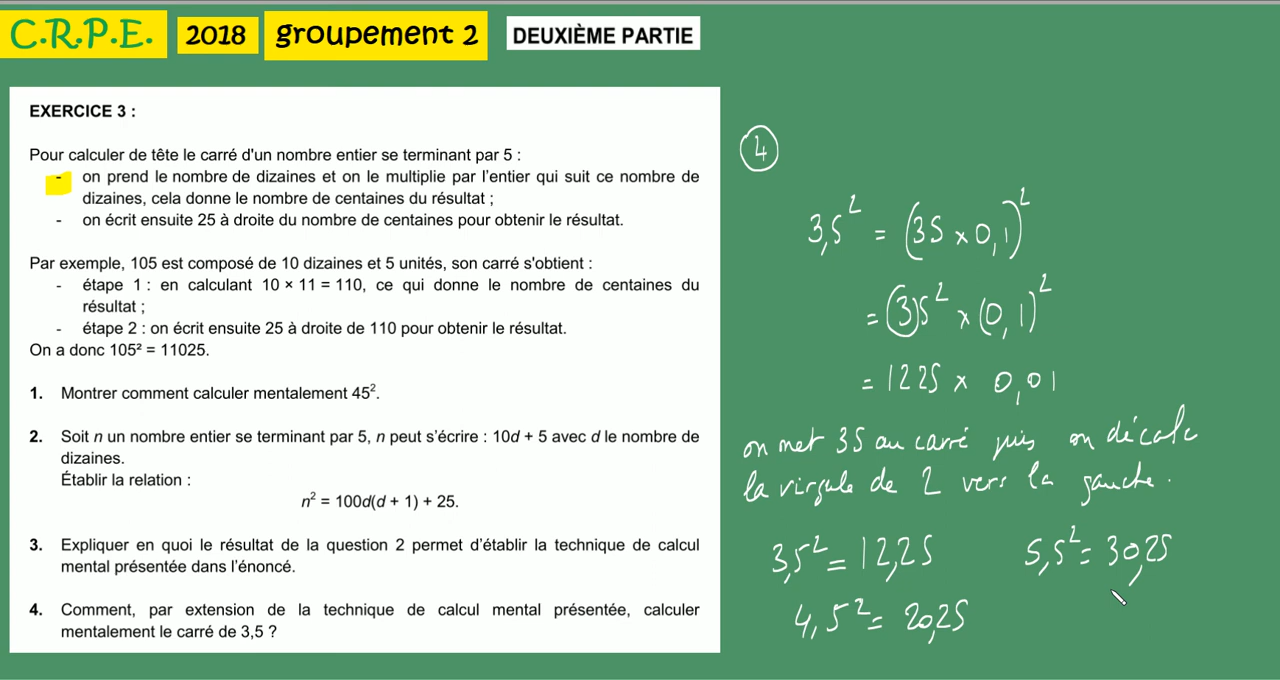 C.R.P.E. 2018 groupement 2 DEUXIÈME PARTIE
EXERCICE 3 :
Pour calculer de tête le carré d'un nombre entier se terminant par 5 :
- on prend le nombre de dizaines et on le multiplie par l'entier qui suit ce nombre de
dizaines, cela donne le nombre de centaines du résultat ;
- on écrit ensuite 25 à droite du nombre de centaines pour obtenir le résultat.
Par exemple, 105 est composé de 10 dizaines et 5 unités, son carré s'obtient :
- étape 1 : en calculant 10 × 11 = 110, ce qui donne le nombre de centaines du
résultat ;
- étape 2 : on écrit ensuite 25 à droite de 110 pour obtenir le résultat.
On a donc 105² = 11025.
1. Montrer comment calculer mentalement 45².
2. Soit n un nombre entier se terminant par 5, n peut s'écrire : 10d + 5 avec d le nombre de
dizaines.
Établir la relation :
n² = 100d(d + 1) + 25.
3. Expliquer en quoi le résultat de la question 2 permet d'établir la technique de calcul
mental présentée dans l'énoncé.
4. Comment, par extension de la technique de calcul mental présentée, calculer
mentalement le carré de 3,5 ?
4
3,5² = (35 × 0,1)²
= 35² × (0,1)²
= 1225 × 0,01
on met 35 au carré puis on décale
la virgule de 2 vers la gauche.
3,5² = 12,25 5,5² = 30,25
4,5² = 20,25